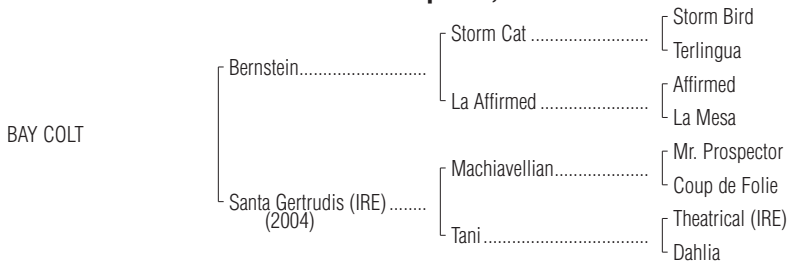 Storm Bird
Storm Cat ..............................
Terlingua
Bernstein...........................
Affirmed
La Affirmed ............................
La Mesa
BAY COLT
Mr. Prospector
Machiavellian........................
Coup de Folie
Santa Gertrudis (IRE) ........
(2004)
Theatrical (IRE)
Tani ........................................
Dahlia